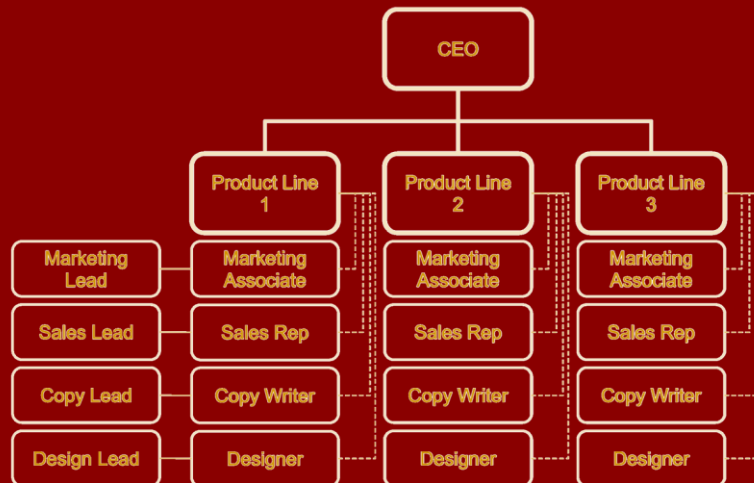 CEO
Product Line
1
Product Line
2
Product Line
3
Marketing
Lead
Marketing
Associate
Marketing
Associate
Marketing
Associate
Sales Lead
Sales Rep
Sales Rep
Sales Rep
Copy Lead
Copy Writer
Copy Writer
Copy Writer
Design Lead
Designer
Designer
Designer